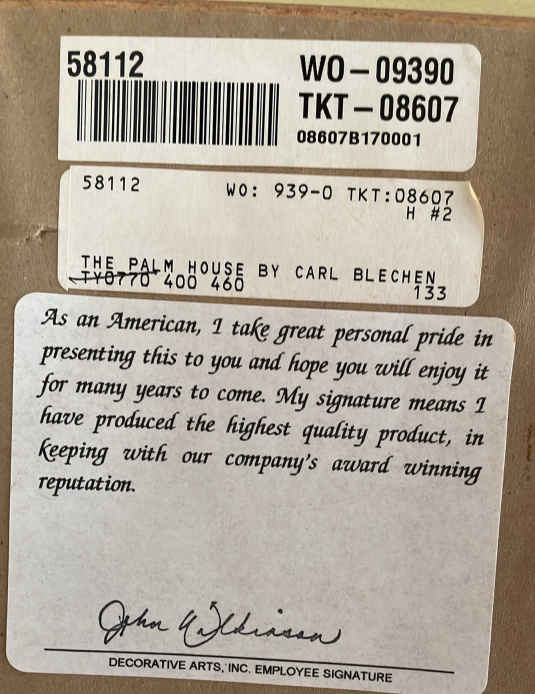 58112
WO – 09390
TKT – 08607
08607B170001
58112 WO: 939-0 TKT:08607
H #2
THE PALM HOUSE BY CARL BLECHEN
TY0770 400 460
133
As an American, I take great personal pride in
presenting this to you and hope you will enjoy it
for many years to come. My signature means I
have produced the highest quality product, in
keeping with our company's award winning
reputation.
John Wilkinson
DECORATIVE ARTS, INC. EMPLOYEE SIGNATURE